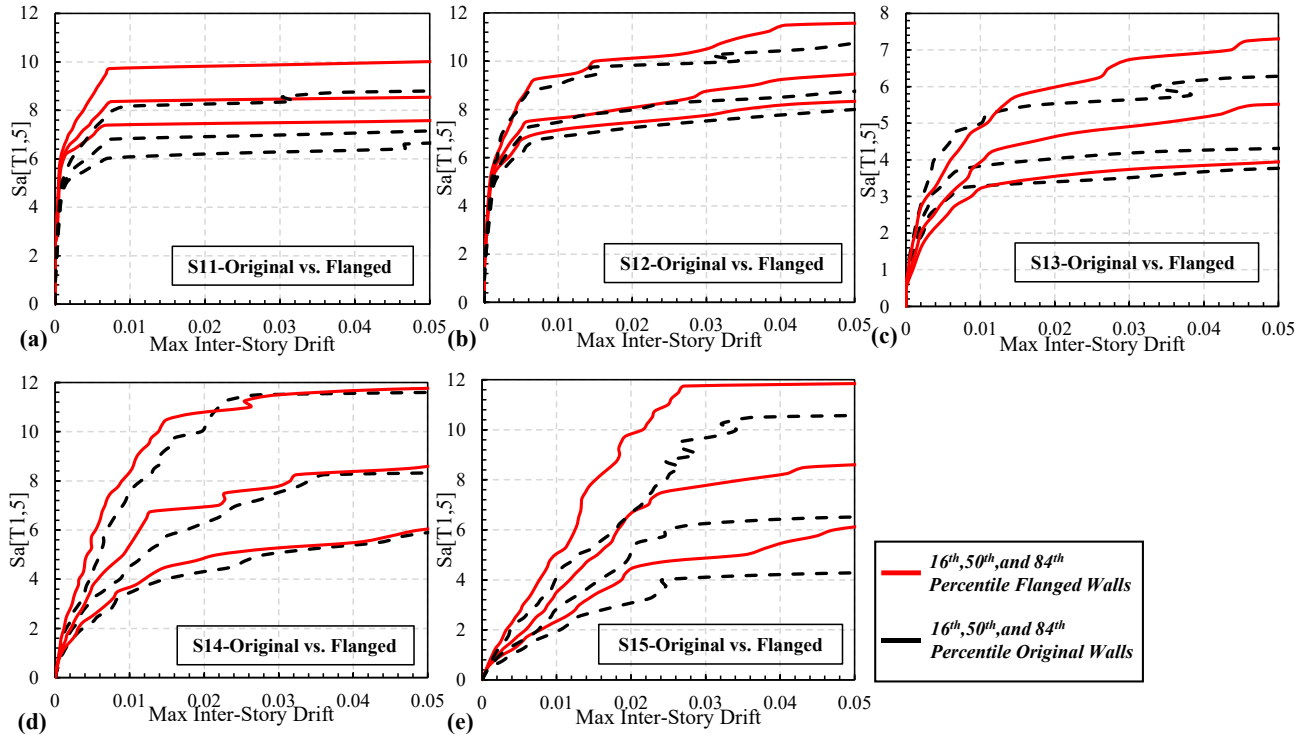 12
10
8
6
4
2
0
Sa[T1,5]
S11-Original vs. Flanged
0
0.01
0.02
0.03
0.04
0.05
Max Inter-Story Drift
(a)
12
10
8
6
4
2
0
Sa[T1,5]
S12-Original vs. Flanged
0
0.01
0.02
0.03
0.04
0.05
Max Inter-Story Drift
(b)
8
7
6
5
4
3
2
1
0
Sa[T1,5]
S13-Original vs. Flanged
0
0.01
0.02
0.03
0.04
0.05
Max Inter-Story Drift
(c)
12
10
8
6
4
2
0
Sa[T1,5]
S14-Original vs. Flanged
0
0.01
0.02
0.03
0.04
0.05
Max Inter-Story Drift
(d)
12
10
8
6
4
2
0
Sa[T1,5]
S15-Original vs. Flanged
0
0.01
0.02
0.03
0.04
0.05
Max Inter-Story Drift
(e)
16th,50th,and 84th
Percentile Flanged Walls
16th,50th,and 84th
Percentile Original Walls